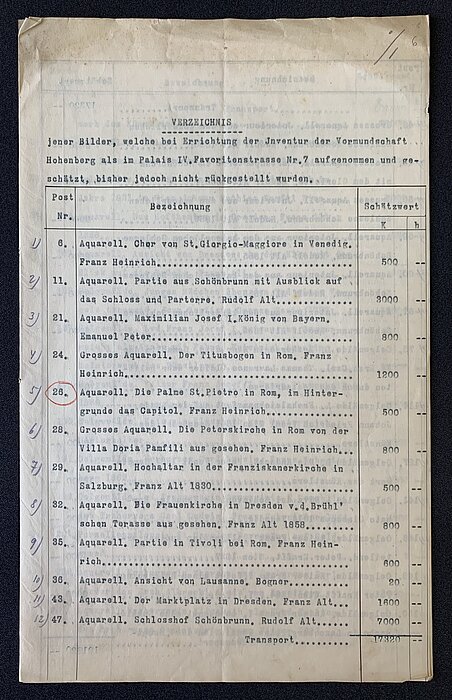 1/1 6
VERZEICHNIS
jener Bilder, welche bei Errichtung der Jnventur der Vormundschaft
Hohenberg als im Palais IV.Favoritenstrasse Nr.7 aufgenommen und ge-
schätzt, bisher jedoch nicht rückgestellt wurden.
Post Nr. Bezeichnung Schätzwert
K h
1) 6. Aquarell. Chor von St.Giorgio-Maggiore in Venedig.
Franz Heinrich......................... 500 --
2) 11. Aquarell. Partie aus Schönbrunn mit Ausblick auf
das Schloss und Parterre. Rudolf Alt.... 3000 --
3) 21. Aquarell. Maximilian Josef I.König von Bayern.
Emanuel Peter.......................... 800 --
4) 24. Grosses Aquarell. Der Titusbogen in Rom. Franz
Heinrich............................... 1200 --
5) 26. Aquarell. Die Palme St.Pietro in Rom, in Hinter-
grunde das Capitol. Franz Heinrich...... 500 --
6) 28. Grosses Aquarell. Die Peterskirche in Rom von der
Villa Doria Pamfili aus gesehen. Franz Heinrich... 800 --
7) 29. Aquarell. Hochaltar in der Franziskanerkirche in
Salzburg. Franz Alt 1830................ 500 --
8) 32. Aquarell. Die Frauenkirche in Dresden v.d.Brühl'
schen Terasse aus gesehen. Franz Alt 1858....... 800 --
9) 35. Aquarell. Partie in Tivoli bei Rom. Franz Hein-
rich................................... 600 --
10) 36. Aquarell. Ansicht von Lausanne. Bogner......... 20 --
11) 43. Aquarell. Der Marktplatz in Dresden. Franz Alt... 1600 --
12) 47. Aquarell. Schlosshof Schönbrunn. Rudolf Alt..... 7000 --
Transport........ 17320 --